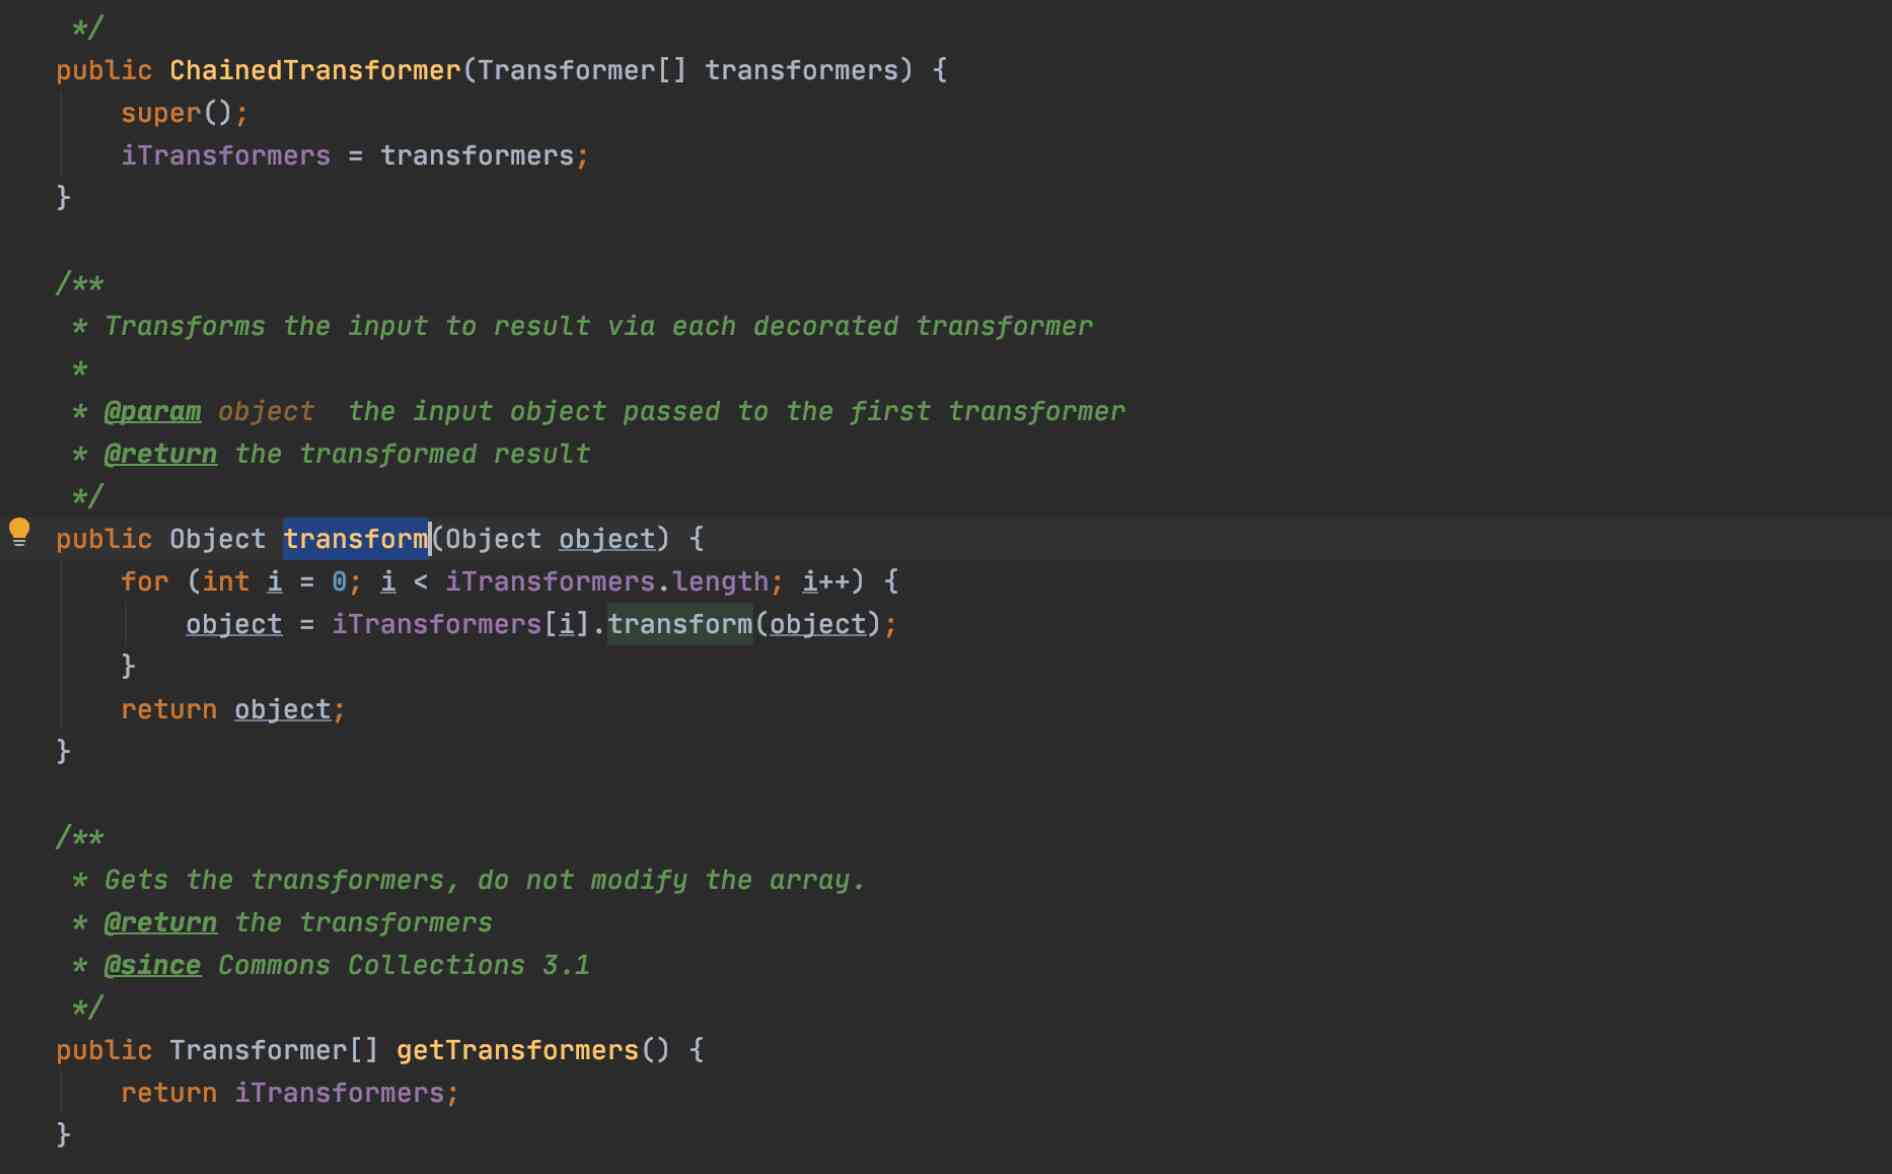 */
public ChainedTransformer(Transformer[] transformers) {
super();
iTransformers = transformers;
}
/**
* Transforms the input to result via each decorated transformer
*
* @param object  the input object passed to the first transformer
* @return the transformed result
*/
public Object transform(Object object) {
for (int i = 0; i < iTransformers.length; i++) {
object = iTransformers[i].transform(object);
}
return object;
}
/**
* Gets the transformers, do not modify the array.
* @return the transformers
* @since Commons Collections 3.1
*/
public Transformer[] getTransformers() {
return iTransformers;
}